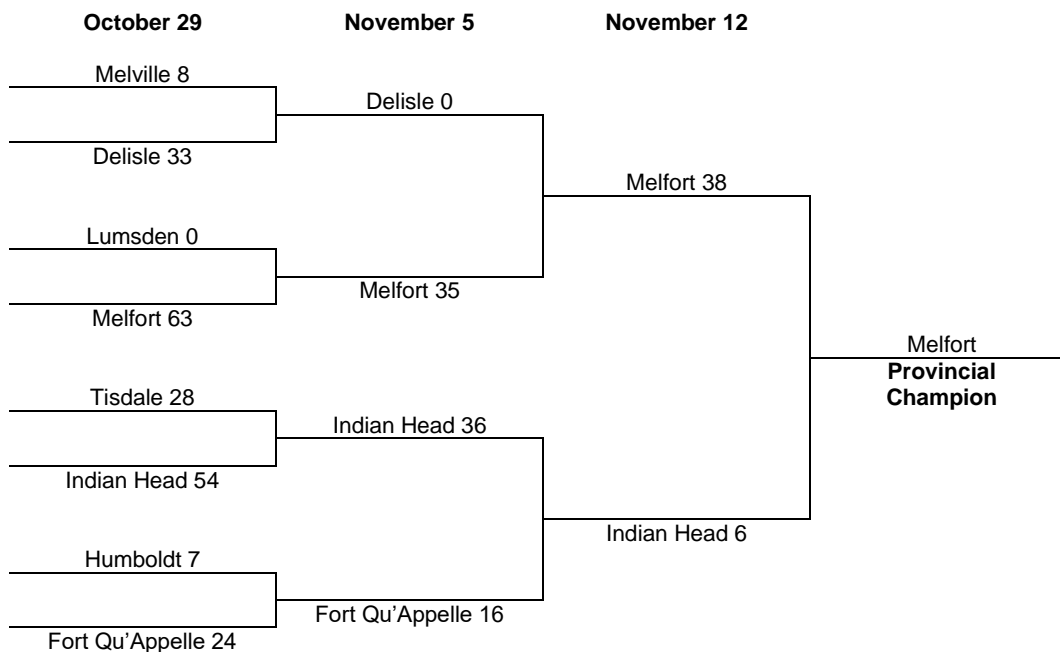 October 29
November 5
November 12
Melville 8
Delisle 0
Delisle 33
Melfort 38
Lumsden 0
Melfort 35
Melfort 63
Melfort
Provincial
Champion
Tisdale 28
Indian Head 36
Indian Head 54
Indian Head 6
Humboldt 7
Fort Qu’Appelle 16
Fort Qu’Appelle 24